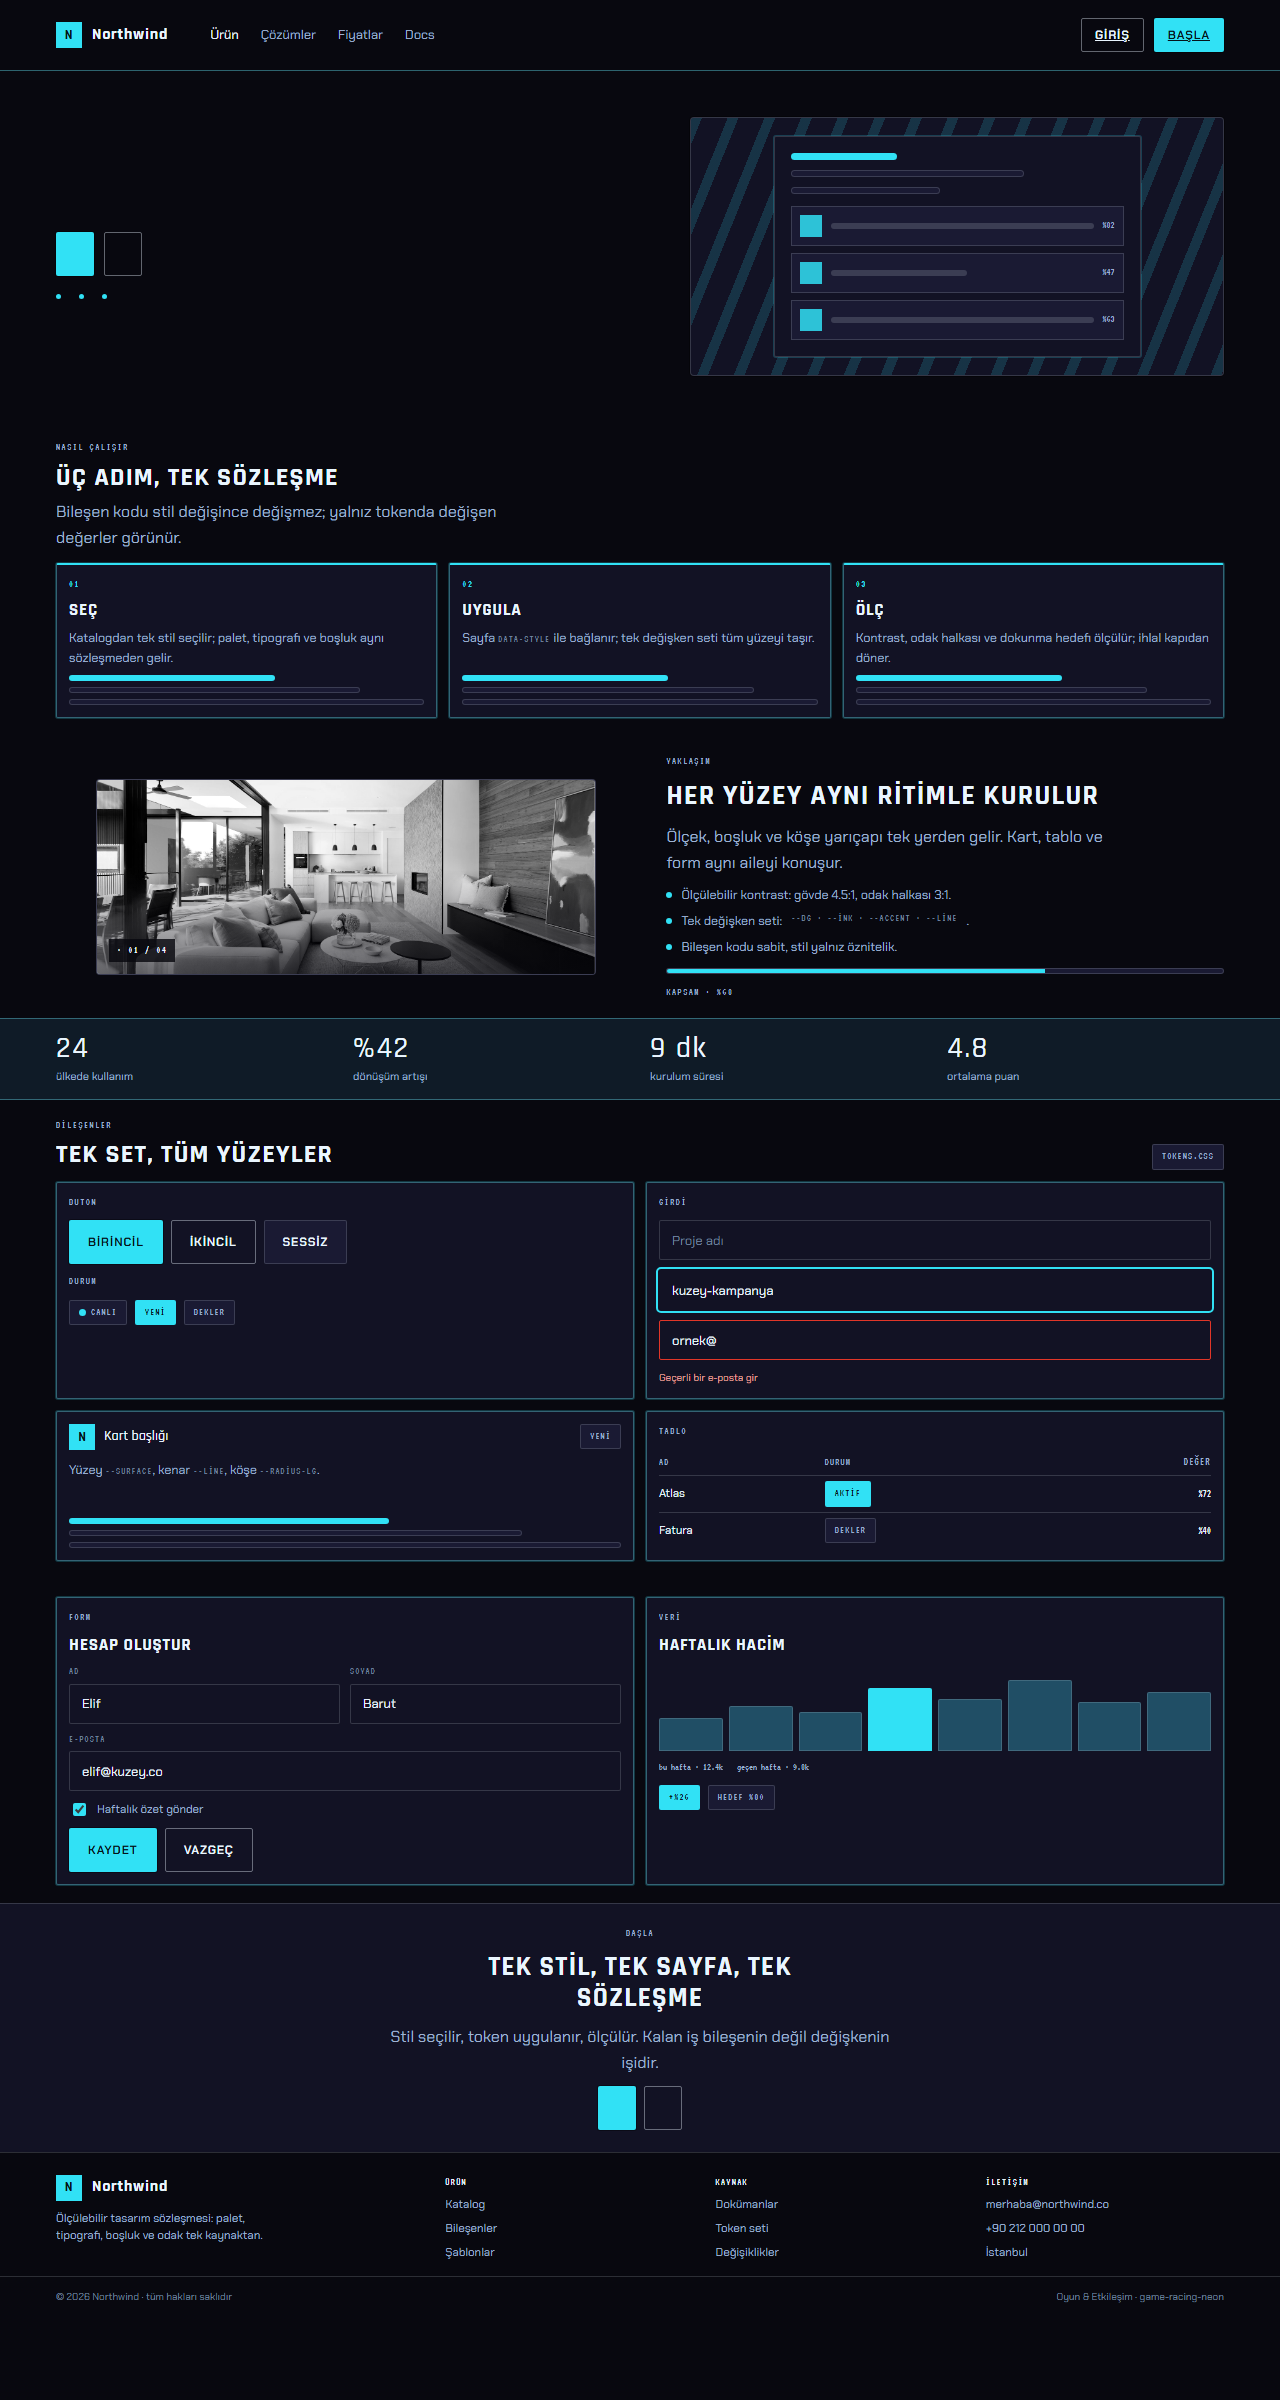 N Northwind Ürün Çözümler Fiyatlar Docs GİRİŞ BAŞLA
%47
NASIL ÇALIŞIR
ÜÇ ADIM, TEK SÖZLEŞME
Bileşen kodu stil değişince değişmez; yalnız tokenda değişen
değerler görünür.
01
SEÇ
Katalogdan tek stil seçilir; palet, tipografi ve boşluk aynı
sözleşmeden gelir.
02
UYGULA
Sayfa DATA-STYLE ile bağlanır; tek değişken seti tüm yüzeyi taşır.
03
ÖLÇ
Kontrast, odak halkası ve dokunma hedefi ölçülür; ihlal kapıdan
döner.
· 01 / 04
YAKLAŞIM
HER YÜZEY AYNI RİTİMLE KURULUR
Ölçek, boşluk ve köşe yarıçapı tek yerden gelir. Kart, tablo ve
form aynı aileyi konuşur.
Ölçülebilir kontrast: gövde 4.5:1, odak halkası 3:1.
Tek değişken seti: --BG · --İNK · --ACCENT · --LİNE .
Bileşen kodu sabit, stil yalnız öznitelik.
KAPSAM · %60
24
ülkede kullanım
%42
dönüşüm artışı
9 dk
kurulum süresi
4.8
ortalama puan
BİLEŞENLER
TEK SET, TÜM YÜZEYLER
TOKENS.CSS
BUTON
BİRİNCİL İKİNCİL SESSİZ
DURUM
CANLI YENİ BEKLER
GİRDİ
Proje adı
kuzey-kampanya
ornek@
Geçerli bir e-posta gir
N Kart başlığı YENİ
Yüzey --SURFACE, kenar --LİNE, köşe --RADİUS-LG.
TABLO
AD DURUM DEĞER
Atlas AKTİF %72
Fatura BEKLER %40
FORM
HESAP OLUŞTUR
AD SOYAD
Elif Barut
E-POSTA
elif@kuzey.co
Haftalık özet gönder
KAYDET VAZGEÇ
VERİ
HAFTALIK HACİM
bu hafta · 12.4k geçen hafta · 9.8k
+%26 HEDEF %80
BAŞLA
TEK STİL, TEK SAYFA, TEK
SÖZLEŞME
Stil seçilir, token uygulanır, ölçülür. Kalan iş bileşenin değil değişkenin
işidir.
N Northwind
Ölçülebilir tasarım sözleşmesi: palet,
tipografi, boşluk ve odak tek kaynaktan.
ÜRÜN
Katalog
Bileşenler
Şablonlar
KAYNAK
Dokümanlar
Token seti
Değişiklikler
İLETİŞİM
merhaba@northwind.co
+90 212 000 00 00
İstanbul
© 2026 Northwind · tüm hakları saklıdır
Oyun & Etkileşim · game-racing-neon